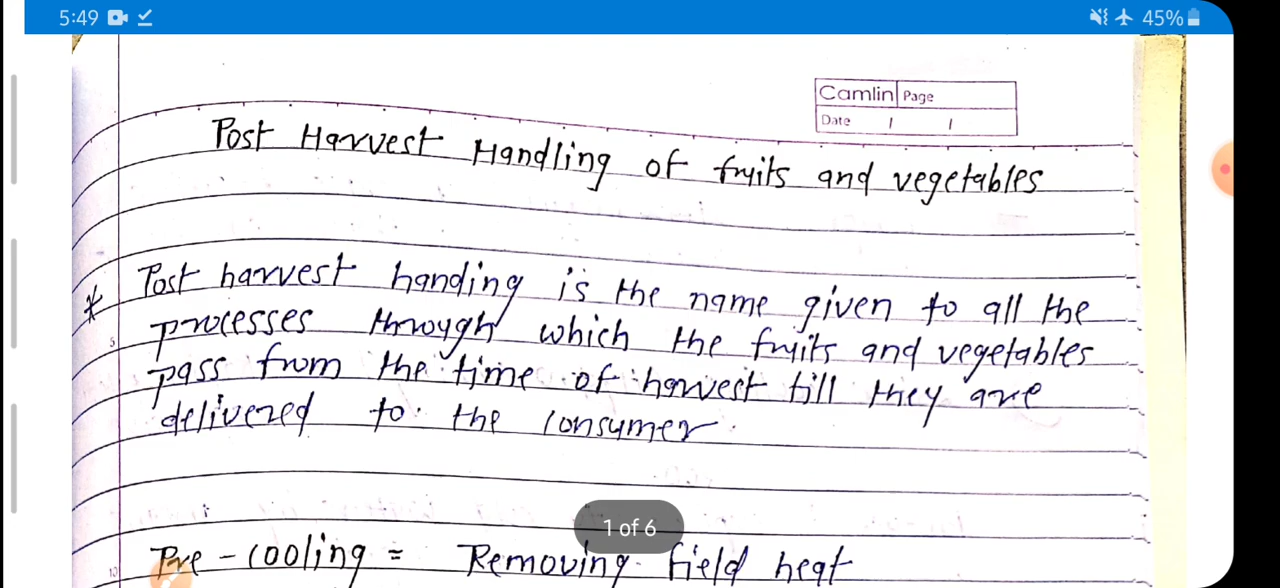 5:49
45%
Camlin Page
Date / /
Post Harvest Handling of fruits and vegetables
* Post harvest handing is the name given to all the
5 processes through which the fruits and vegetables
pass from the time of harvest till they are
delivered to the consumer.
1 of 6
10 Pre-cooling = Removing field heat